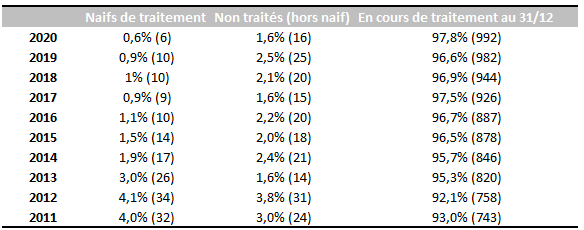 Naifs de traitement Non traités (hors naif) En cours de traitement au 31/12
2020 0,6% (6) 1,6% (16) 97,8% (992)
2019 0,9% (10) 2,5% (25) 96,6% (982)
2018 1% (10) 2,1% (20) 96,9% (944)
2017 0,9% (9) 1,6% (15) 97,5% (926)
2016 1,1% (10) 2,2% (20) 96,7% (887)
2015 1,5% (14) 2,0% (18) 96,5% (878)
2014 1,9% (17) 2,4% (21) 95,7% (846)
2013 3,0% (26) 1,6% (14) 95,3% (820)
2012 4,1% (34) 3,8% (31) 92,1% (758)
2011 4,0% (32) 3,0% (24) 93,0% (743)